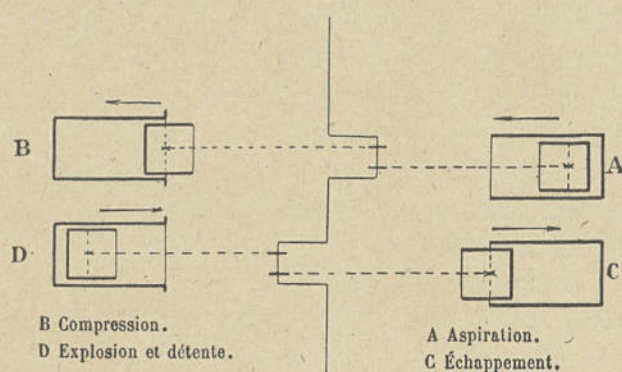 B
A
D
C
B Compression.
D Explosion et détente.
A Aspiration.
C Échappement.